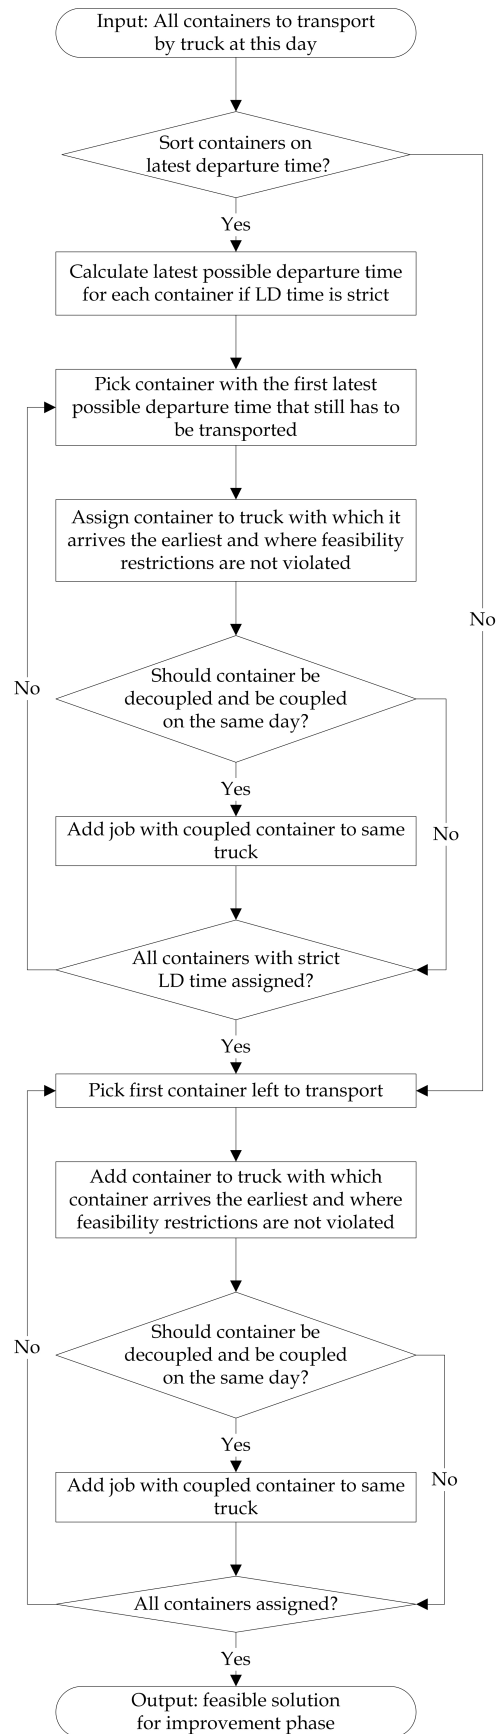 Input: All containers to transport
by truck at this day
Sort containers on
latest departure time?
Yes
Calculate latest possible departure time
for each container if LD time is strict
Pick container with the first latest
possible departure time that still has to
be transported
Assign container to truck with which it
arrives the earliest and where feasibility
restrictions are not violated
No
Should container be
decoupled and be coupled
on the same day?
No
Yes
Add job with coupled container to same
truck
No
All containers with strict
LD time assigned?
Yes
Pick first container left to transport
Add container to truck with which
container arrives the earliest and where
feasibility restrictions are not violated
Should container be
decoupled and be coupled
on the same day?
No
Yes
Add job with coupled container to same
truck
No
All containers assigned?
Yes
Output: feasible solution
for improvement phase